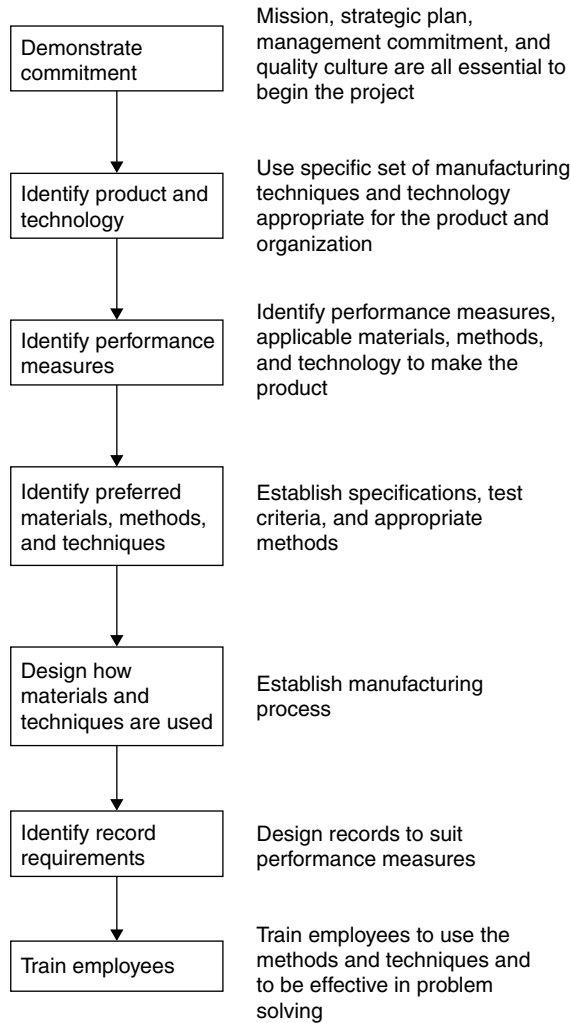 Demonstrate
commitment
Mission, strategic plan,
management commitment, and
quality culture are all essential to
begin the project
Identify product and
technology
Use specific set of manufacturing
techniques and technology
appropriate for the product and
organization
Identify performance
measures
Identify performance measures,
applicable materials, methods,
and technology to make the
product
Identify preferred
materials, methods,
and techniques
Establish specifications, test
criteria, and appropriate
methods
Design how
materials and
techniques are used
Establish manufacturing
process
Identify record
requirements
Design records to suit
performance measures
Train employees
Train employees to use the
methods and techniques and
to be effective in problem
solving